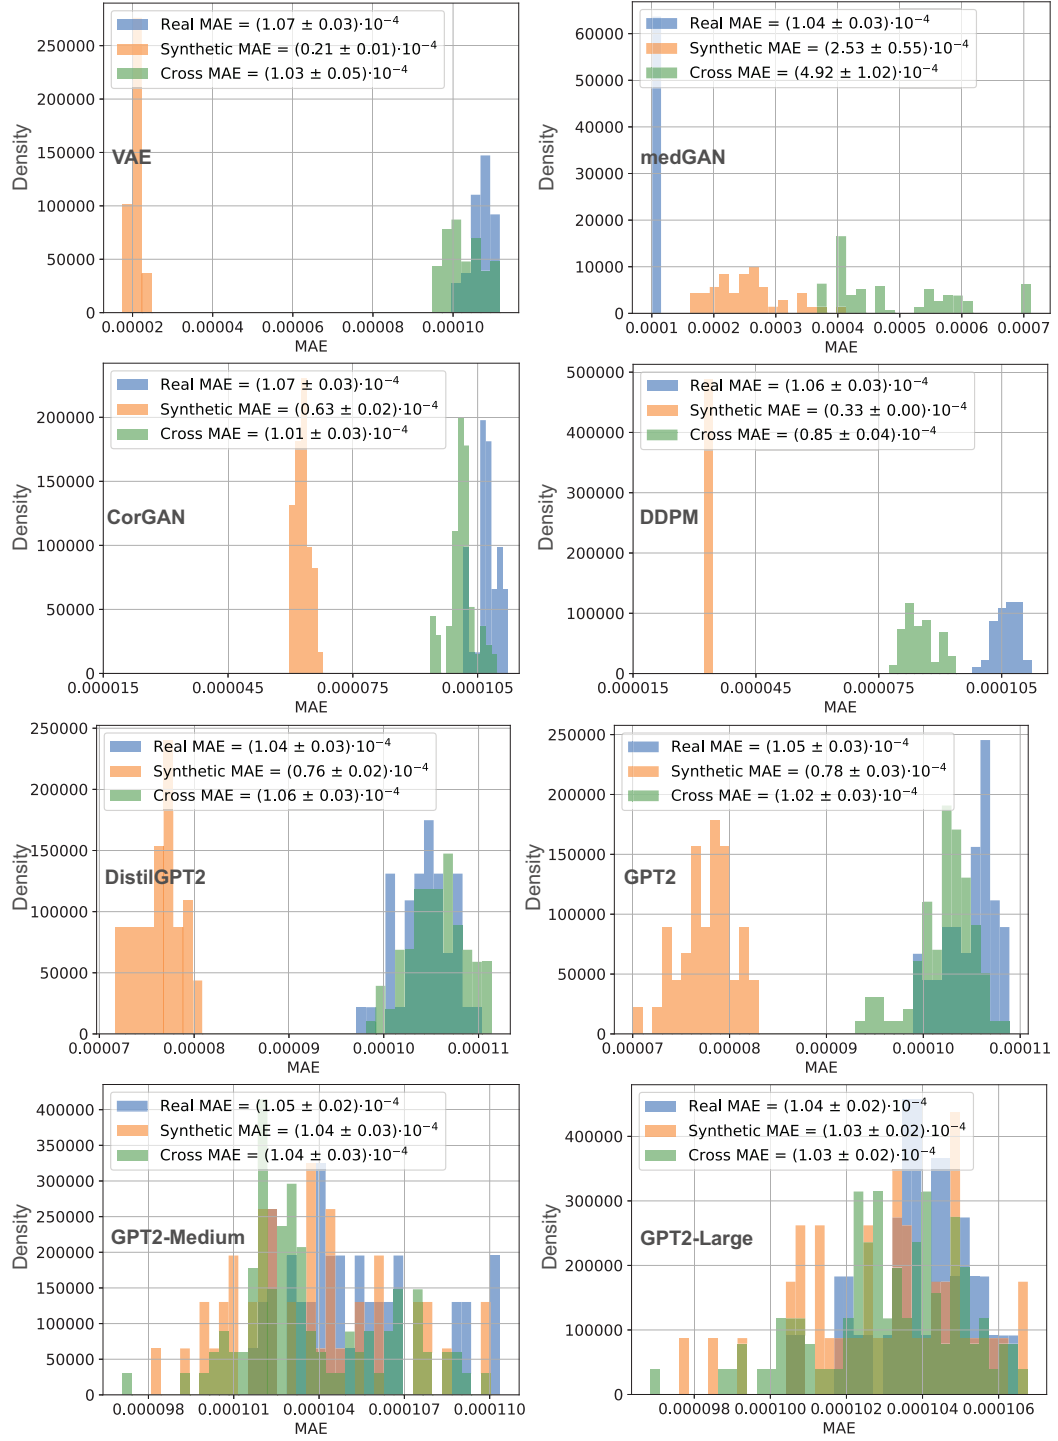 Real MAE = (1.07 ± 0.03)·10⁻⁴
Synthetic MAE = (0.21 ± 0.01)·10⁻⁴
Cross MAE = (1.03 ± 0.05)·10⁻⁴
VAE
Density
250000
200000
150000
100000
50000
0
0.00002
0.00004
0.00006
0.00008
0.00010
MAE
Real MAE = (1.04 ± 0.03)·10⁻⁴
Synthetic MAE = (2.53 ± 0.55)·10⁻⁴
Cross MAE = (4.92 ± 1.02)·10⁻⁴
medGAN
Density
60000
50000
40000
30000
20000
10000
0
0.0001
0.0002
0.0003
0.0004
0.0005
0.0006
0.0007
MAE
Real MAE = (1.07 ± 0.03)·10⁻⁴
Synthetic MAE = (0.63 ± 0.02)·10⁻⁴
Cross MAE = (1.01 ± 0.03)·10⁻⁴
CorGAN
Density
200000
150000
100000
50000
0
0.000015
0.000045
0.000075
0.000105
MAE
Real MAE = (1.06 ± 0.03)·10⁻⁴
Synthetic MAE = (0.33 ± 0.00)·10⁻⁴
Cross MAE = (0.85 ± 0.04)·10⁻⁴
DDPM
Density
500000
400000
300000
200000
100000
0
0.000015
0.000045
0.000075
0.000105
MAE
Real MAE = (1.04 ± 0.03)·10⁻⁴
Synthetic MAE = (0.76 ± 0.02)·10⁻⁴
Cross MAE = (1.06 ± 0.03)·10⁻⁴
DistilGPT2
Density
250000
200000
150000
100000
50000
0
0.00007
0.00008
0.00009
0.00010
0.00011
MAE
Real MAE = (1.05 ± 0.03)·10⁻⁴
Synthetic MAE = (0.78 ± 0.03)·10⁻⁴
Cross MAE = (1.02 ± 0.03)·10⁻⁴
GPT2
Density
250000
200000
150000
100000
50000
0
0.00007
0.00008
0.00009
0.00010
0.00011
MAE
Real MAE = (1.05 ± 0.02)·10⁻⁴
Synthetic MAE = (1.04 ± 0.03)·10⁻⁴
Cross MAE = (1.04 ± 0.03)·10⁻⁴
GPT2-Medium
Density
400000
350000
300000
250000
200000
150000
100000
50000
0
0.000098
0.000101
0.000104
0.000107
0.000110
MAE
Real MAE = (1.04 ± 0.02)·10⁻⁴
Synthetic MAE = (1.03 ± 0.02)·10⁻⁴
Cross MAE = (1.03 ± 0.02)·10⁻⁴
GPT2-Large
Density
400000
300000
200000
100000
0
0.000098
0.000100
0.000102
0.000104
0.000106
MAE